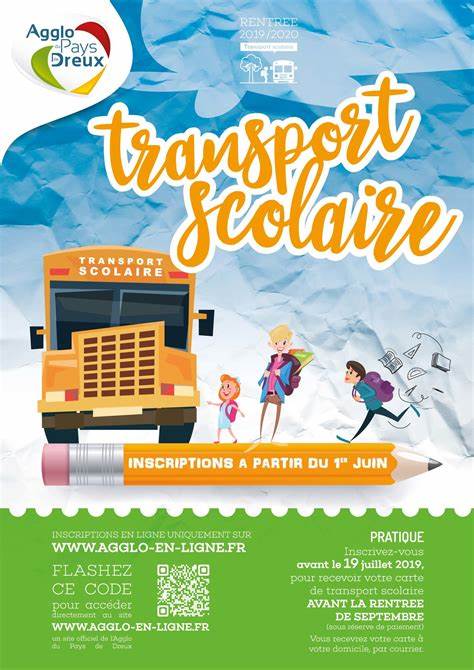 Agglo
du Pays
de Dreux
RENTRÉE
2019/2020
Transport scolaire
transport
scolaire
TRANSPORT
SCOLAIRE
INSCRIPTIONS A PARTIR DU 1ER JUIN
INSCRIPTIONS EN LIGNE UNIQUEMENT SUR
WWW.AGGLO-EN-LIGNE.FR
FLASHEZ
CE CODE
pour accéder
directement au site
WWW.AGGLO-EN-LIGNE.FR
un site officiel de l'Agglo
du Pays de Dreux
PRATIQUE
Inscrivez-vous
avant le 19 juillet 2019,
pour recevoir votre carte
de transport scolaire
AVANT LA RENTREE
DE SEPTEMBRE
(sous réserve de paiement)
Vous recevrez votre carte à
votre domicile, par courrier.